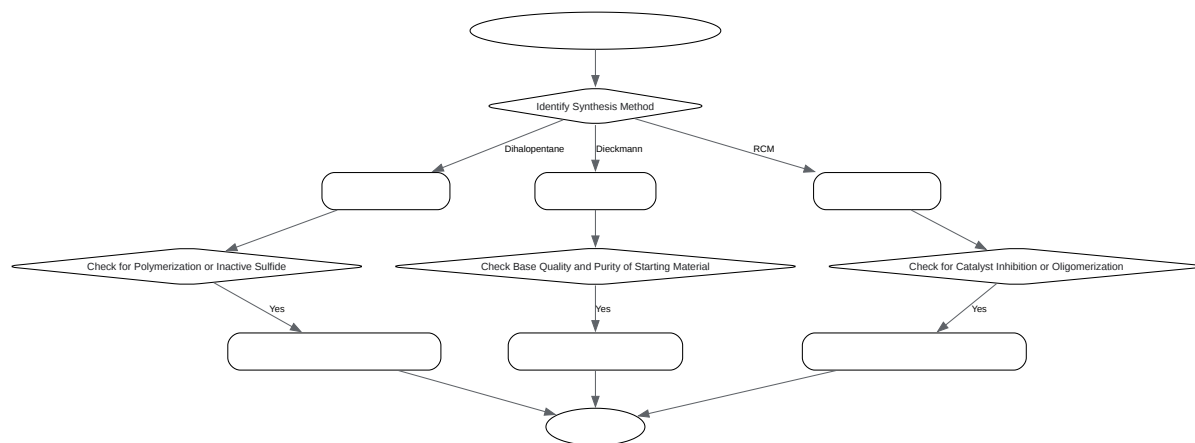 Identify Synthesis Method
Dihalopentane
Dieckmann
RCM
Check for Polymerization or Inactive Sulfide
Check Base Quality and Purity of Starting Material
Check for Catalyst Inhibition or Oligomerization
Yes
Yes
Yes